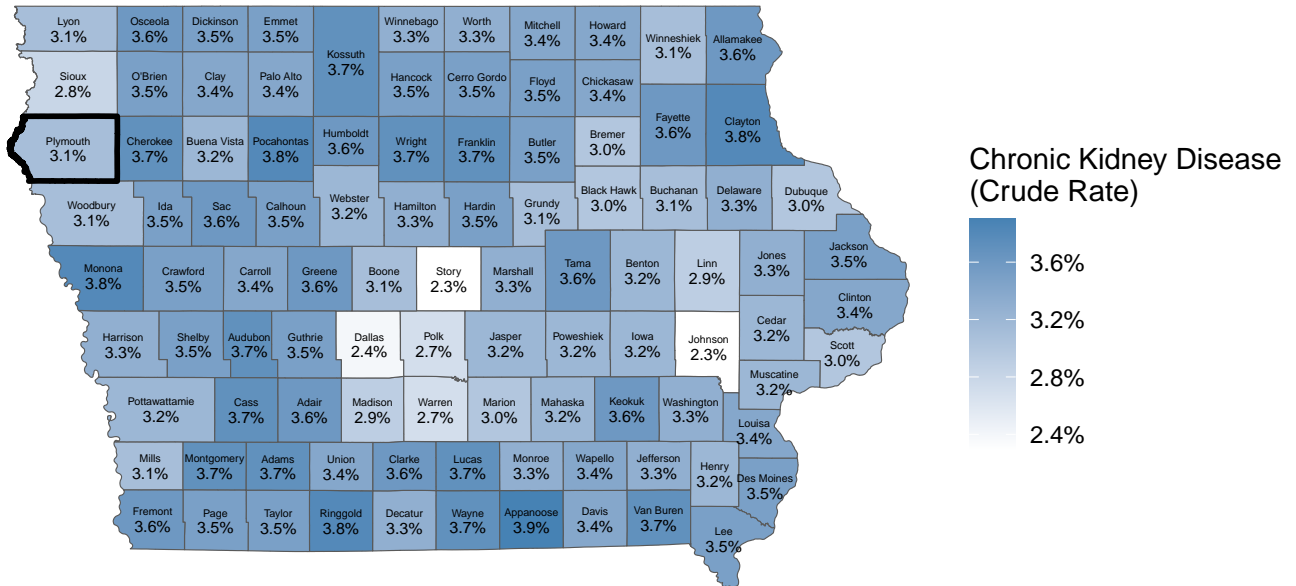 Lyon
3.1%
Osceola
3.6%
Dickinson
3.5%
Emmet
3.5%
Kossuth
3.7%
Winnebago
3.3%
Worth
3.3%
Mitchell
3.4%
Howard
3.4%
Winneshiek
3.1%
Allamakee
3.6%
Sioux
2.8%
O'Brien
3.5%
Clay
3.4%
Palo Alto
3.4%
Hancock
3.5%
Cerro Gordo
3.5%
Floyd
3.5%
Chickasaw
3.4%
Fayette
3.6%
Clayton
3.8%
Plymouth
3.1%
Cherokee
3.7%
Buena Vista
3.2%
Pocahontas
3.8%
Humboldt
3.6%
Wright
3.7%
Franklin
3.7%
Butler
3.5%
Bremer
3.0%
Woodbury
3.1%
Ida
3.5%
Sac
3.6%
Calhoun
3.5%
Webster
3.2%
Hamilton
3.3%
Hardin
3.5%
Grundy
3.1%
Black Hawk
3.0%
Buchanan
3.1%
Delaware
3.3%
Dubuque
3.0%
Monona
3.8%
Crawford
3.5%
Carroll
3.4%
Greene
3.6%
Boone
3.1%
Story
2.3%
Marshall
3.3%
Tama
3.6%
Benton
3.2%
Linn
2.9%
Jones
3.3%
Jackson
3.5%
Clinton
3.4%
Harrison
3.3%
Shelby
3.5%
Audubon
3.7%
Guthrie
3.5%
Dallas
2.4%
Polk
2.7%
Jasper
3.2%
Poweshiek
3.2%
Iowa
3.2%
Johnson
2.3%
Cedar
3.2%
Scott
3.0%
Muscatine
3.2%
Pottawattamie
3.2%
Cass
3.7%
Adair
3.6%
Madison
2.9%
Warren
2.7%
Marion
3.0%
Mahaska
3.2%
Keokuk
3.6%
Washington
3.3%
Louisa
3.4%
Mills
3.1%
Montgomery
3.7%
Adams
3.7%
Union
3.4%
Clarke
3.6%
Lucas
3.7%
Monroe
3.3%
Wapello
3.4%
Jefferson
3.3%
Henry
3.2%
Des Moines
3.5%
Fremont
3.6%
Page
3.5%
Taylor
3.5%
Ringgold
3.8%
Decatur
3.3%
Wayne
3.7%
Appanoose
3.9%
Davis
3.4%
Van Buren
3.7%
Lee
3.5%
Chronic Kidney Disease
(Crude Rate)
3.6%
3.2%
2.8%
2.4%